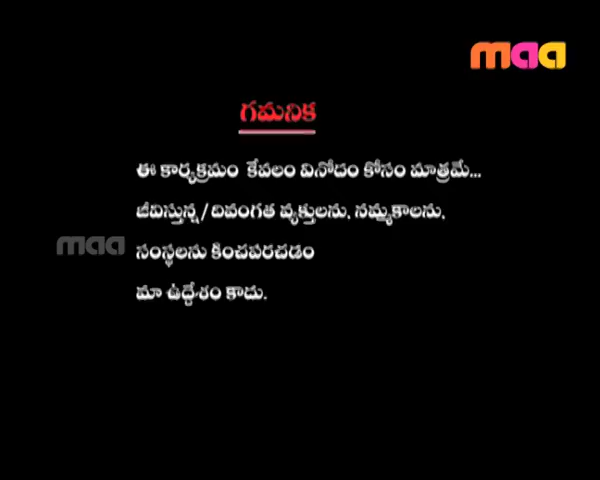 maa
గమనిక
ఈ కార్యక్రమం కేవలం వినోదం కోసం మాత్రమే...
జీవిస్తున్న/దివంగత వ్యక్తులను, నమ్మకాలను,
maa
సంస్థలను కించపరచడం
మా ఉద్దేశం కాదు.